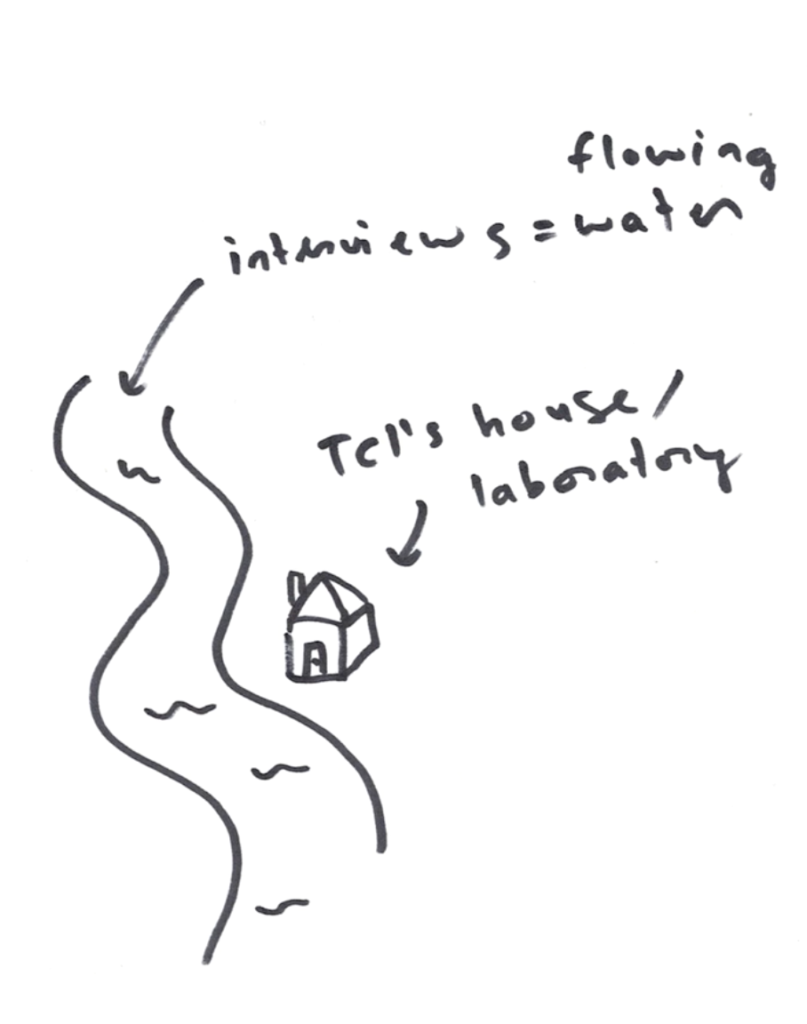 flowing
interviews = water
TCI's house /
laboratory